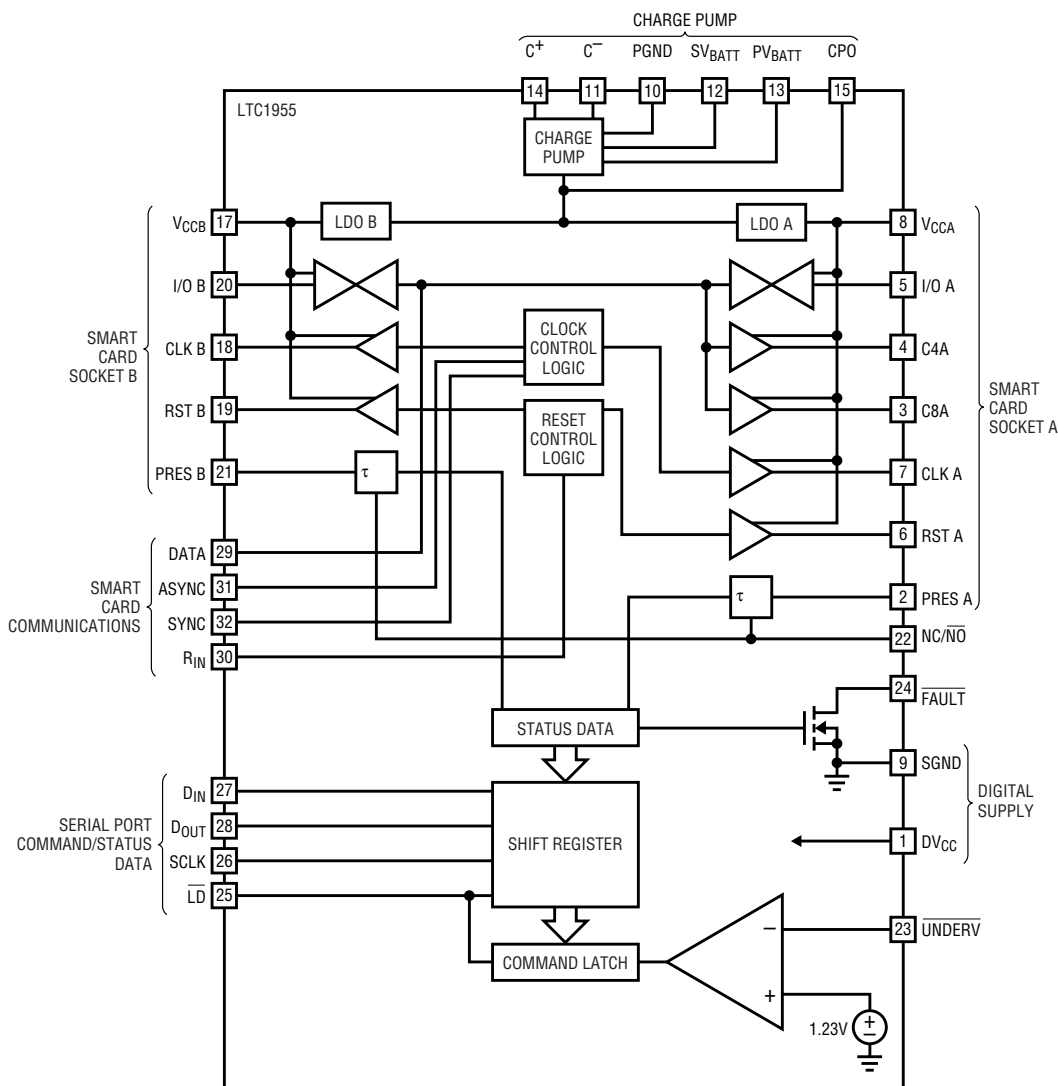 CHARGE PUMP
C+ C− PGND SVBATT PVBATT CPO
14 11 10 12 13 15
LTC1955
CHARGE
PUMP
VCCB 17 LDO B LDO A 8 VCCA
I/O B 20 5 I/O A
SMART
CARD
SOCKET B
CLK B 18 CLOCK
CONTROL
LOGIC 4 C4A
RST B 19 RESET
CONTROL
LOGIC 3 C8A
SMART
CARD
SOCKET A
PRES B 21 τ 7 CLK A
6 RST A
SMART
CARD
COMMUNICATIONS
DATA 29
ASYNC 31 τ 2 PRES A
SYNC 32 22 NC/N̅O̅
RIN 30
STATUS DATA 24 F̅A̅U̅L̅T̅
9 SGND
DIGITAL
SUPPLY
SERIAL PORT
COMMAND/STATUS
DATA
DIN 27
DOUT 28 SHIFT REGISTER 1 DVCC
SCLK 26
L̅D̅ 25
− 23 U̅N̅D̅E̅R̅V̅
COMMAND LATCH
+
1.23V + −